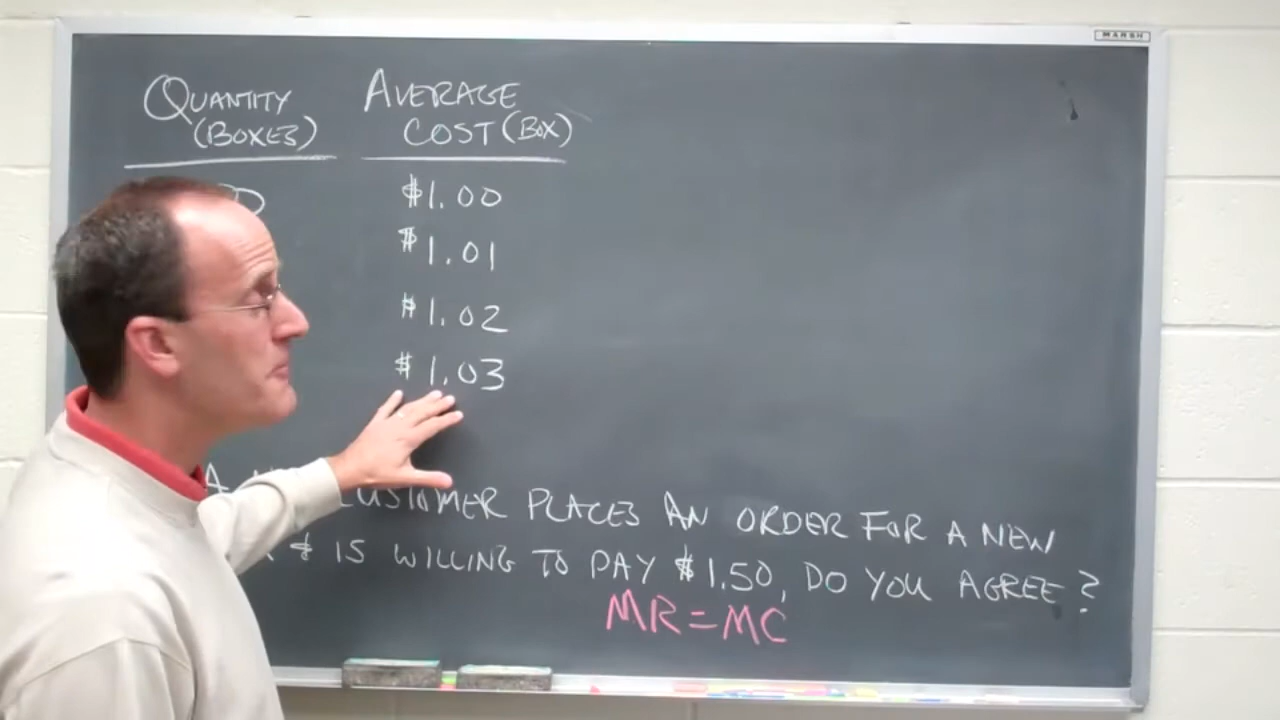 MARSH
QUANTITY AVERAGE
(BOXES) COST (BOX)
$1.00
$1.01
$1.02
$1.03
A CUSTOMER PLACES AN ORDER FOR A NEW
& IS WILLING TO PAY $1.50, DO YOU AGREE?
MR=MC